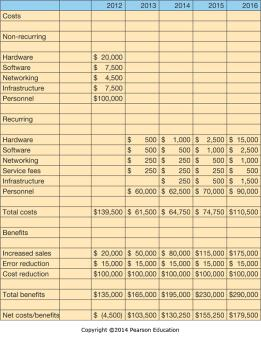 2012 2013 2014 2015 2016
Costs
Non-recurring
Hardware $ 20,000
Software $ 7,500
Networking $ 4,500
Infrastructure $ 7,500
Personnel $100,000
Recurring
Hardware $ 500 $ 1,000 $ 2,500 $ 15,000
Software $ 500 $ 500 $ 1,000 $ 2,500
Networking $ 250 $ 250 $ 500 $ 1,000
Service fees $ 250 $ 250 $ 250 $ 500
Infrastructure $ 250 $ 500 $ 1,500
Personnel $ 60,000 $ 62,500 $ 70,000 $ 90,000
Total costs $139,500 $ 61,500 $ 64,750 $ 74,750 $110,500
Benefits
Increased sales $ 20,000 $ 50,000 $ 80,000 $115,000 $175,000
Error reduction $ 15,000 $ 15,000 $ 15,000 $ 15,000 $ 15,000
Cost reduction $100,000 $100,000 $100,000 $100,000 $100,000
Total benefits $135,000 $165,000 $195,000 $230,000 $290,000
Net costs/benefits $ (4,500) $103,500 $130,250 $155,250 $179,500
Copyright ©2014 Pearson Education